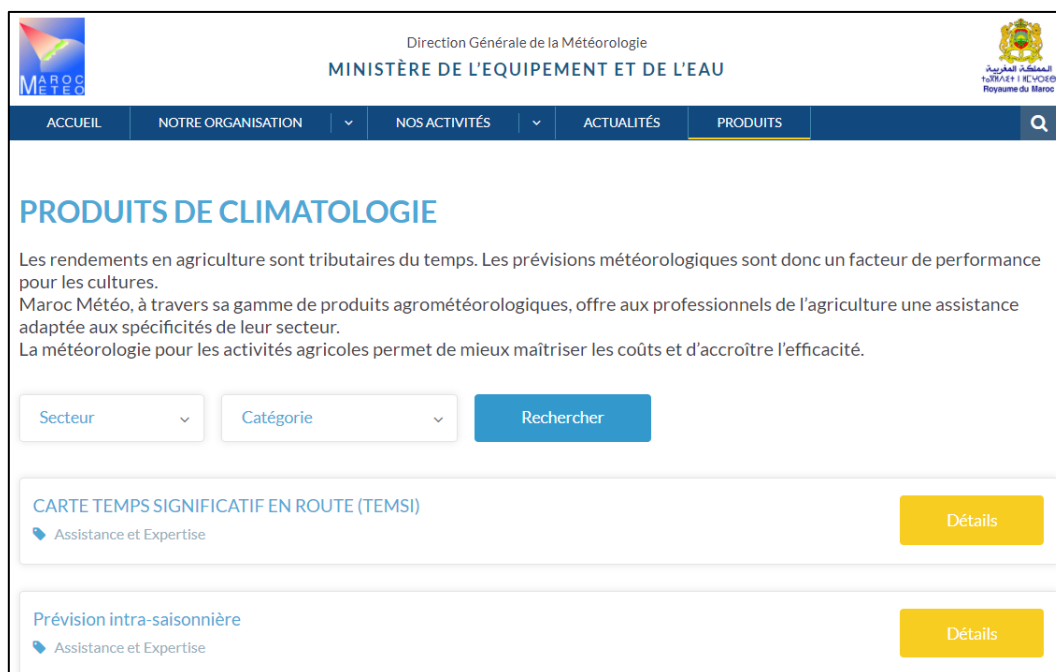 MAROC
METEO
Direction Générale de la Météorologie
MINISTÈRE DE L'EQUIPEMENT ET DE L'EAU
المملكة المغربية
ⵜⴰⴳⵍⴷⵉⵜ ⵏ ⵍⵎⵖⵔⵉⴱ
Royaume du Maroc
ACCUEIL
NOTRE ORGANISATION
NOS ACTIVITÉS
ACTUALITÉS
PRODUITS
PRODUITS DE CLIMATOLOGIE
Les rendements en agriculture sont tributaires du temps. Les prévisions météorologiques sont donc un facteur de performance
pour les cultures.
Maroc Météo, à travers sa gamme de produits agrométéorologiques, offre aux professionnels de l’agriculture une assistance
adaptée aux spécificités de leur secteur.
La météorologie pour les activités agricoles permet de mieux maîtriser les coûts et d’accroître l’efficacité.
Secteur
Catégorie
Rechercher
CARTE TEMPS SIGNIFICATIF EN ROUTE (TEMSI)
Assistance et Expertise
Détails
Prévision intra-saisonnière
Assistance et Expertise
Détails